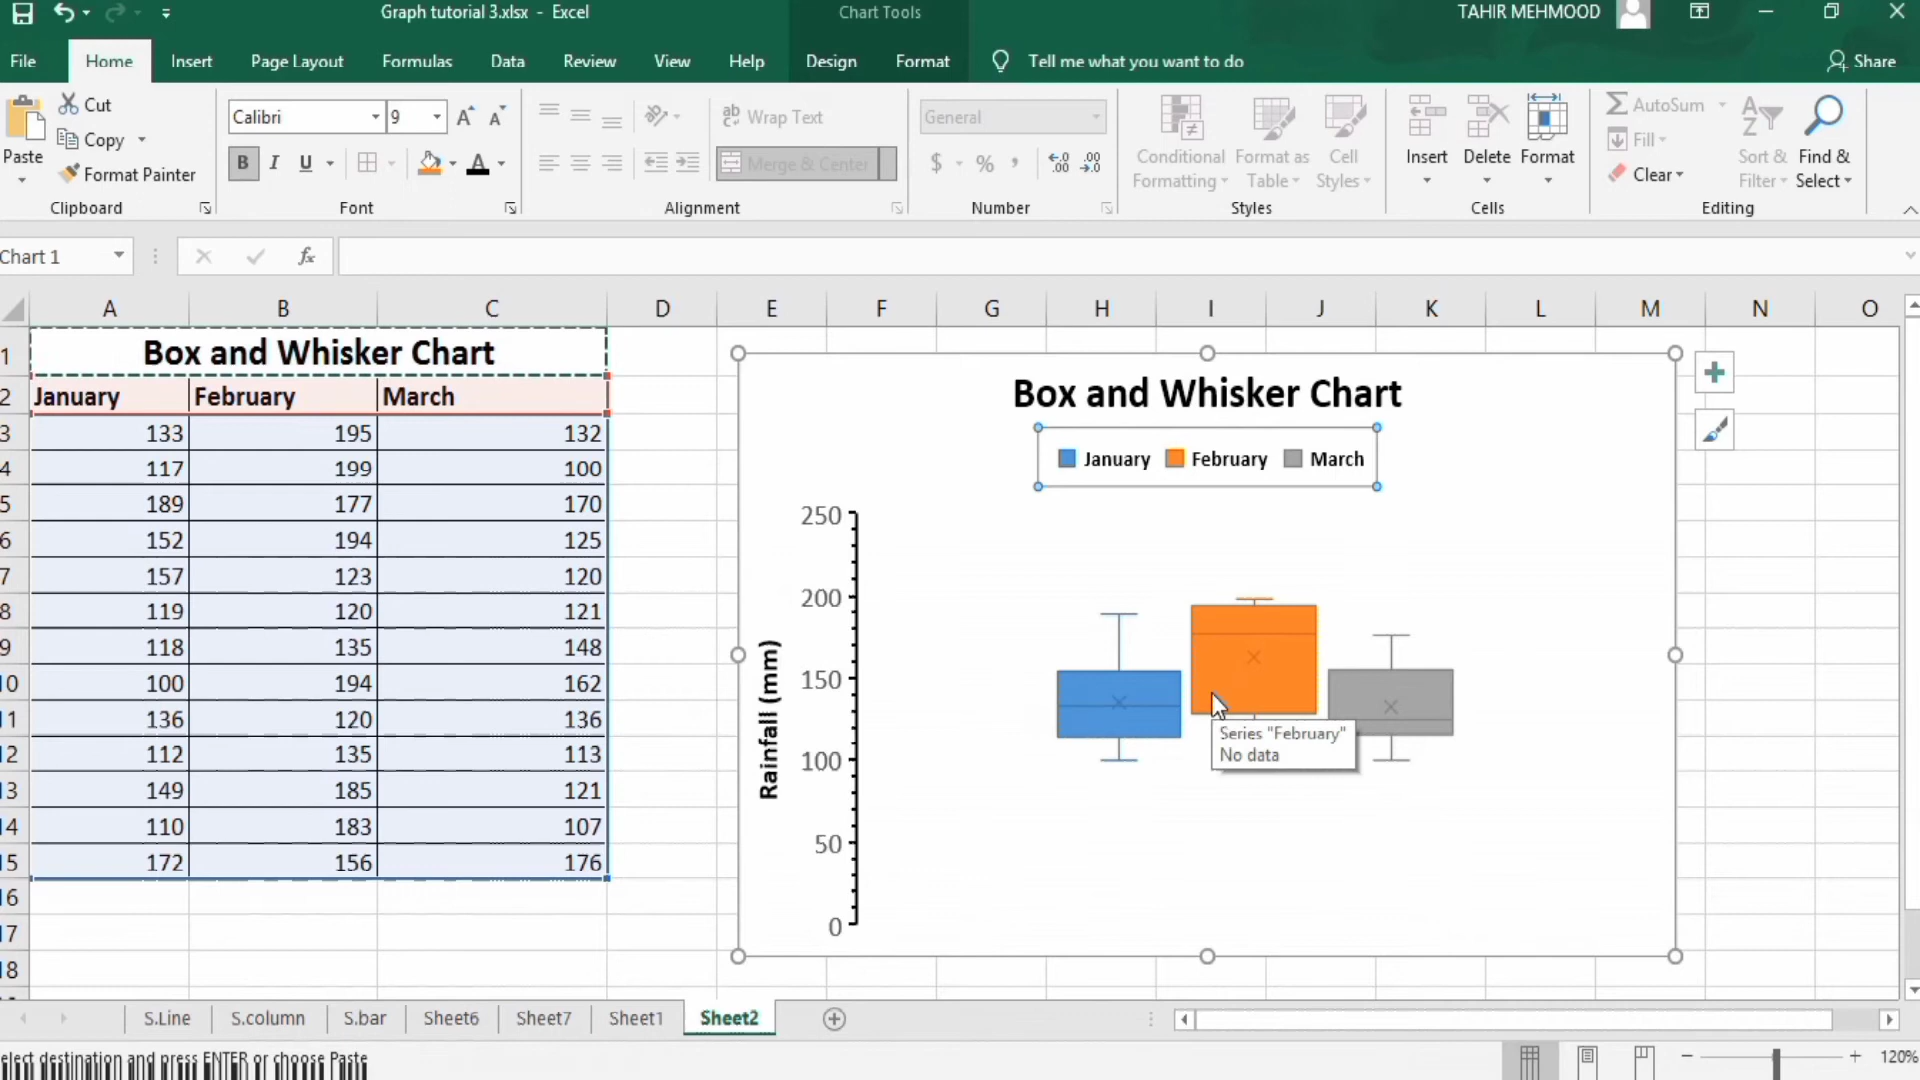 Graph tutorial 3.xlsx - Excel
Chart Tools
TAHIR MEHMOOD
File Home Insert Page Layout Formulas Data Review View Help Design Format Tell me what you want to do Share
Cut
Copy
Format Painter
Paste
Clipboard
Calibri 9
B I U A
Font
Wrap Text
Merge & Center
Alignment
General
$ % ,
Number
Conditional Formatting
Format as Table
Cell Styles
Styles
Insert Delete Format
Cells
AutoSum
Fill
Clear
Sort & Filter
Find & Select
Editing
Chart 1
fx
A B C D E F G H I J K L M N O
1 Box and Whisker Chart
2 January February March
3 133 195 132
4 117 199 100
5 189 177 170
6 152 194 125
7 157 123 120
8 119 120 121
9 118 135 148
10 100 194 162
11 136 120 136
12 112 135 113
13 149 185 121
14 110 183 107
15 172 156 176
16
17
18
Box and Whisker Chart
January February March
250
200
150
100
50
0
Rainfall (mm)
Series "February"
No data
S.Line S.column S.bar Sheet6 Sheet7 Sheet1 Sheet2
elect destination and press ENTER or choose Paste
120%